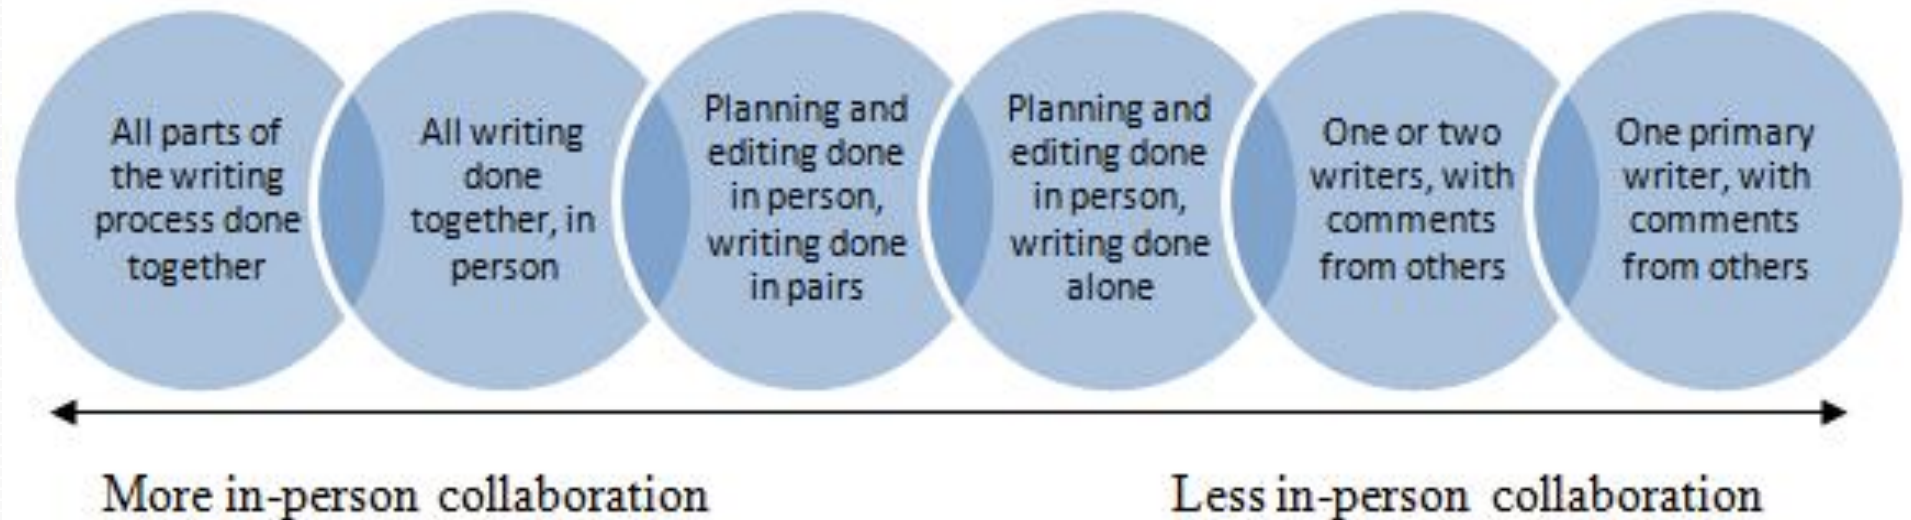 All parts of
the writing
process done
together
All writing
done
together, in
person
Planning and
editing done
in person,
writing done
in pairs
Planning and
editing done
in person,
writing done
alone
One or two
writers, with
comments
from others
One primary
writer, with
comments
from others
More in-person collaboration
Less in-person collaboration